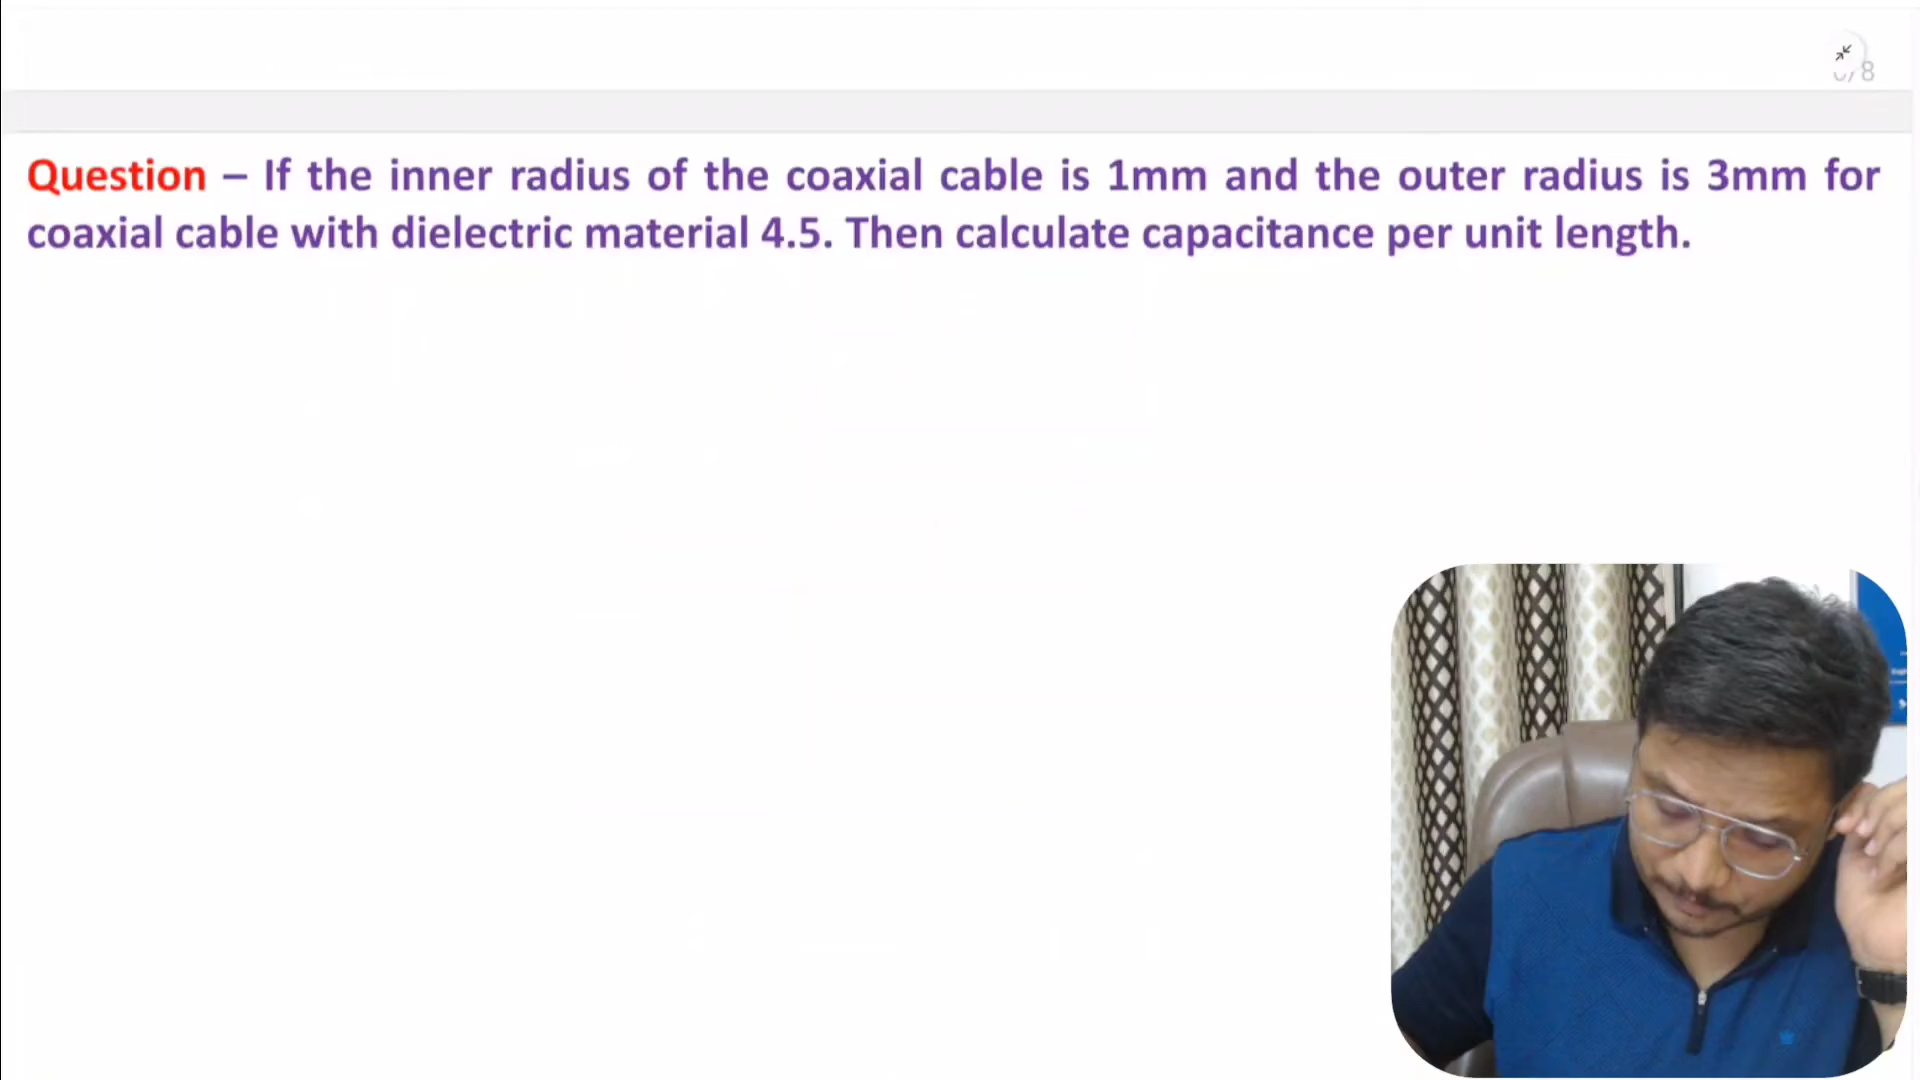 Question – If the inner radius of the coaxial cable is 1mm and the outer radius is 3mm for
coaxial cable with dielectric material 4.5. Then calculate capacitance per unit length.